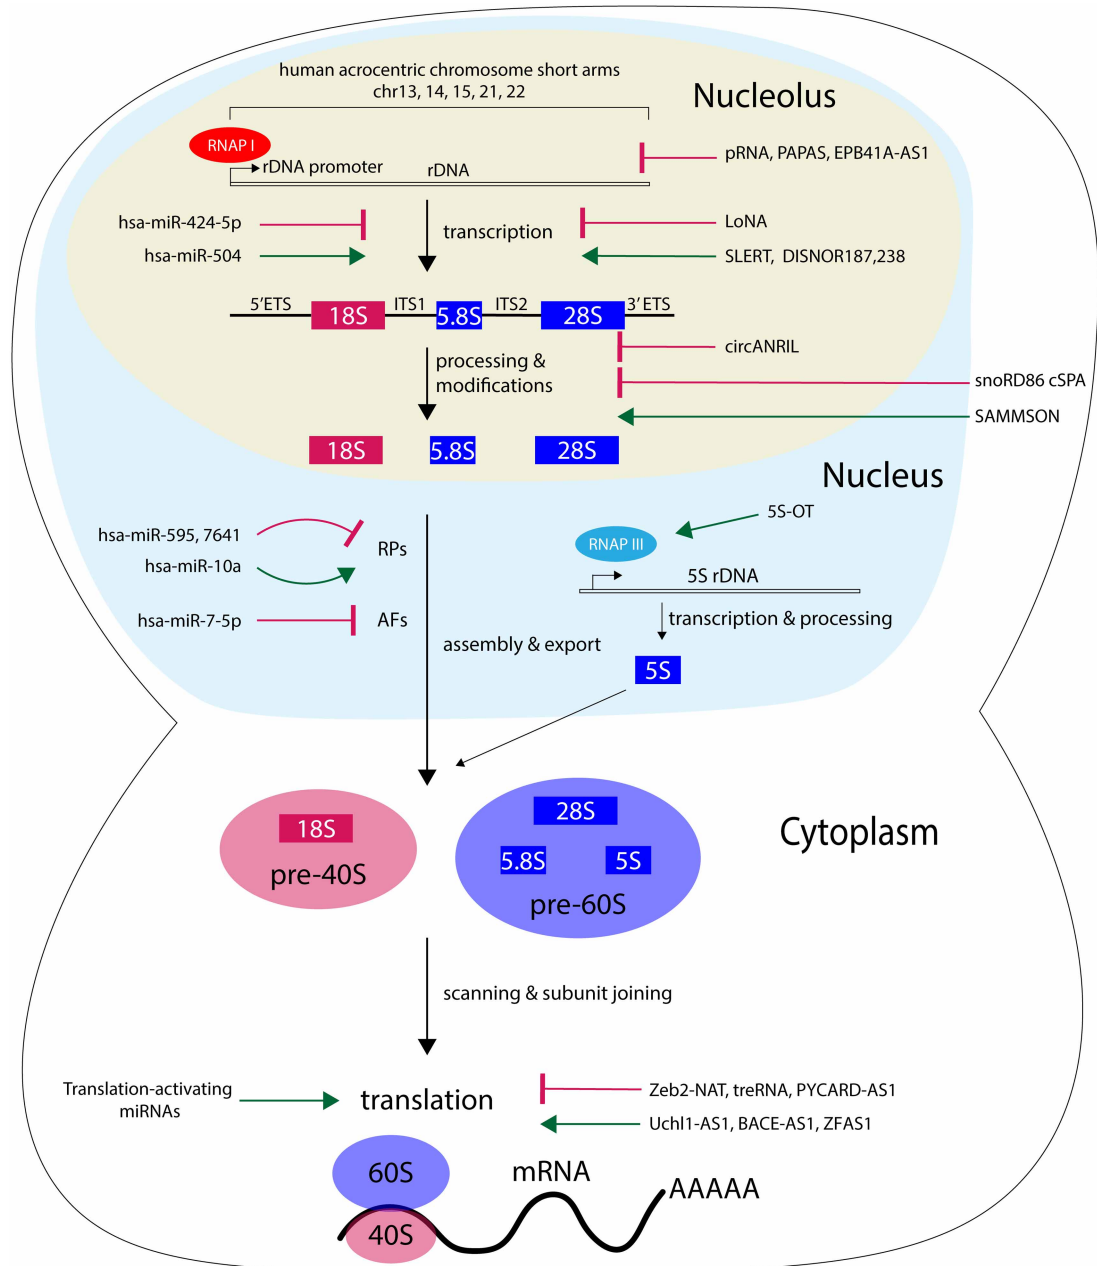 human acrocentric chromosome short arms
chr13, 14, 15, 21, 22
Nucleolus
RNAP I
rDNA promoter
rDNA
pRNA, PAPAS, EPB41A-AS1
hsa-miR-424-5p
hsa-miR-504
transcription
LoNA
SLERT, DISNOR187,238
5'ETS
18S
ITS1
5.8S
ITS2
28S
3' ETS
processing &
modifications
circANRIL
snoRD86 cSPA
SAMMSON
18S
5.8S
28S
Nucleus
hsa-miR-595, 7641
hsa-miR-10a
RPs
hsa-miR-7-5p
AFs
5S-OT
RNAP III
5S rDNA
transcription & processing
assembly & export
5S
18S
pre-40S
28S
5.8S
5S
pre-60S
Cytoplasm
scanning & subunit joining
Translation-activating
miRNAs
translation
Zeb2-NAT, treRNA, PYCARD-AS1
Uchl1-AS1, BACE-AS1, ZFAS1
60S
40S
mRNA
AAAAA